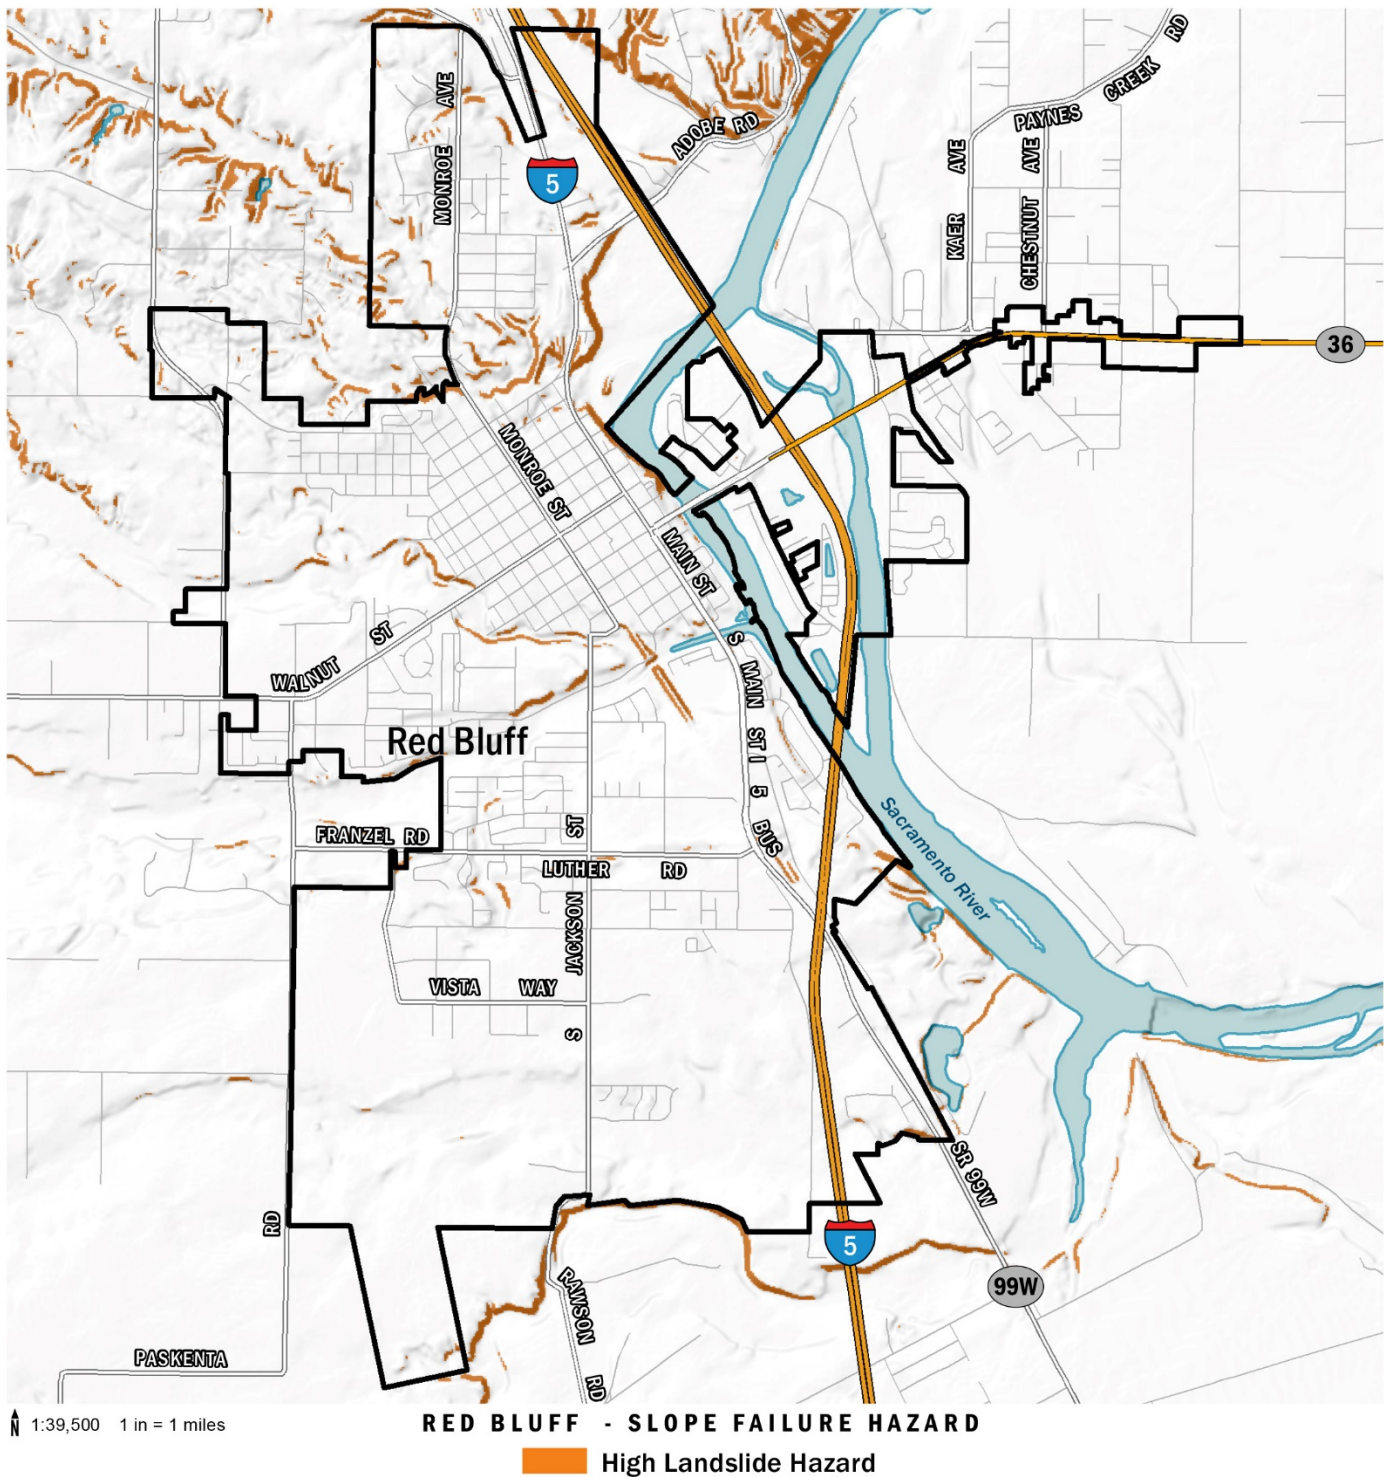 PAYNES CREEK RD
MONROE AVE
MONROE AVE
ADOBE RD
5
KAER AVE
CHESTNUT AVE
36
MONROE ST
MAIN ST
WALNUT ST
S MAIN ST I 5 BUS
Red Bluff
Sacramento River
FRANZEL RD
LUTHER RD
S JACKSON ST
VISTA WAY
SR 99W
5
99W
RAWSON RD
PASKENTA RD
N 1:39,500 1 in = 1 miles
RED BLUFF - SLOPE FAILURE HAZARD
High Landslide Hazard